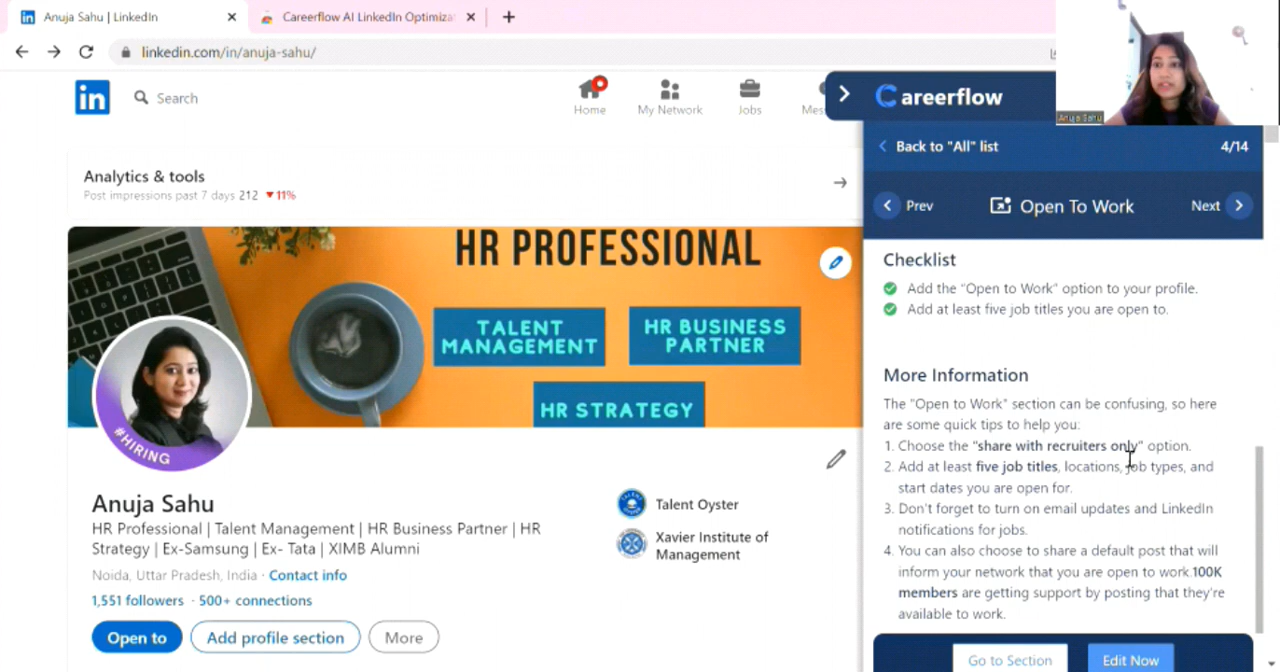 Anuja Sahu | LinkedIn
Careerflow AI LinkedIn Optimiza
linkedin.com/in/anuja-sahu/
in
Search
Home
My Network
Jobs
Mes
Careerflow
Anuja Sahu
Back to "All" list
4/14
Prev
Open To Work
Next
Analytics & tools
Post impressions past 7 days 212 ▼11%
HR PROFESSIONAL
TALENT
MANAGEMENT
HR BUSINESS
PARTNER
HR STRATEGY
#HIRING
Anuja Sahu
HR Professional | Talent Management | HR Business Partner | HR
Strategy | Ex-Samsung | Ex- Tata | XIMB Alumni
Noida, Uttar Pradesh, India · Contact info
1,551 followers · 500+ connections
Open to
Add profile section
More
Talent Oyster
Xavier Institute of
Management
Checklist
Add the "Open to Work" option to your profile.
Add at least five job titles you are open to.
More Information
The "Open to Work" section can be confusing, so here
are some quick tips to help you:
1. Choose the "share with recruiters only" option.
2. Add at least five job titles, locations, job types, and
start dates you are open for.
3. Don't forget to turn on email updates and LinkedIn
notifications for jobs.
4. You can also choose to share a default post that will
inform your network that you are open to work.100K
members are getting support by posting that they're
available to work.
Go to Section
Edit Now